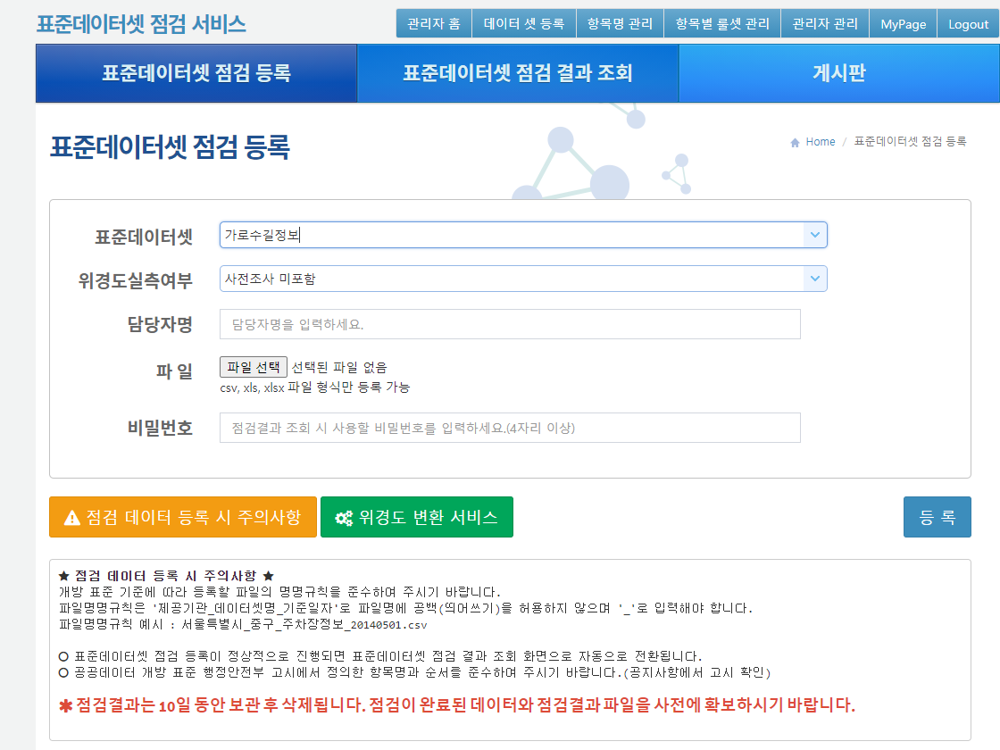 표준데이터셋 점검 서비스
관리자 홈 데이터 셋 등록 항목명 관리 항목별 룰셋 관리 관리자 관리 MyPage Logout
표준데이터셋 점검 등록 표준데이터셋 점검 결과 조회 게시판
표준데이터셋 점검 등록
Home / 표준데이터셋 점검 등록
표준데이터셋 가로수길정보
위경도실측여부 사전조사 미포함
담당자명 담당자명을 입력하세요.
파 일 파일 선택 선택된 파일 없음
csv, xls, xlsx 파일 형식만 등록 가능
비밀번호 점검결과 조회 시 사용할 비밀번호를 입력하세요.(4자리 이상)
점검 데이터 등록 시 주의사항 위경도 변환 서비스 등 록
★ 점검 데이터 등록 시 주의사항 ★
개방 표준 기준에 따라 등록할 파일의 명명규칙을 준수하여 주시기 바랍니다.
파일명명규칙은 '제공기관_데이터셋명_기준일자'로 파일명에 공백(띄어쓰기)을 허용하지 않으며 '_'로 입력해야 합니다.
파일명명규칙 예시 : 서울특별시_중구_주차장정보_20140501.csv
○ 표준데이터셋 점검 등록이 정상적으로 진행되면 표준데이터셋 점검 결과 조회 화면으로 자동으로 전환됩니다.
○ 공공데이터 개방 표준 행정안전부 고시에서 정의한 항목명과 순서를 준수하여 주시기 바랍니다.(공지사항에서 고시 확인)
✱ 점검결과는 10일 동안 보관 후 삭제됩니다. 점검이 완료된 데이터와 점검결과 파일을 사전에 확보하시기 바랍니다.